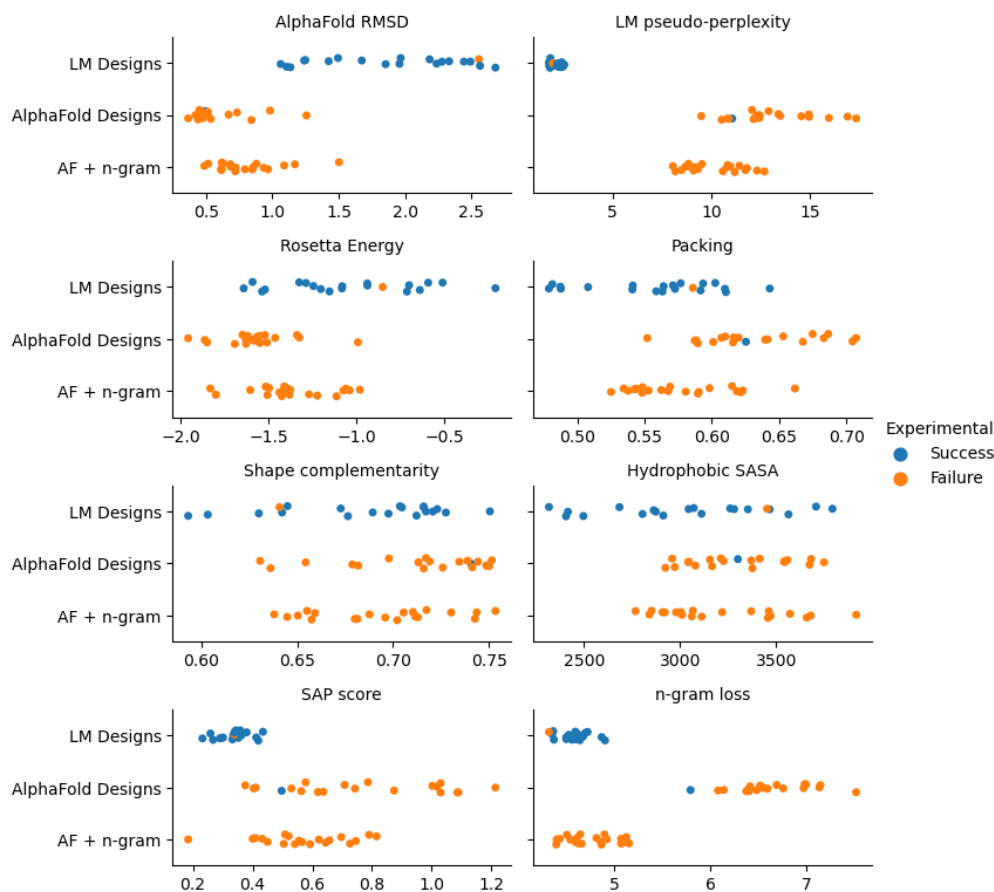 AlphaFold RMSD
LM pseudo-perplexity
LM Designs
AlphaFold Designs
AF + n-gram
0.5 1.0 1.5 2.0 2.5
5 10 15
Rosetta Energy
Packing
LM Designs
AlphaFold Designs
AF + n-gram
−2.0 −1.5 −1.0 −0.5
0.50 0.55 0.60 0.65 0.70
Experimental
Success
Failure
Shape complementarity
Hydrophobic SASA
LM Designs
AlphaFold Designs
AF + n-gram
0.60 0.65 0.70 0.75
2500 3000 3500
SAP score
n-gram loss
LM Designs
AlphaFold Designs
AF + n-gram
0.2 0.4 0.6 0.8 1.0 1.2
5 6 7